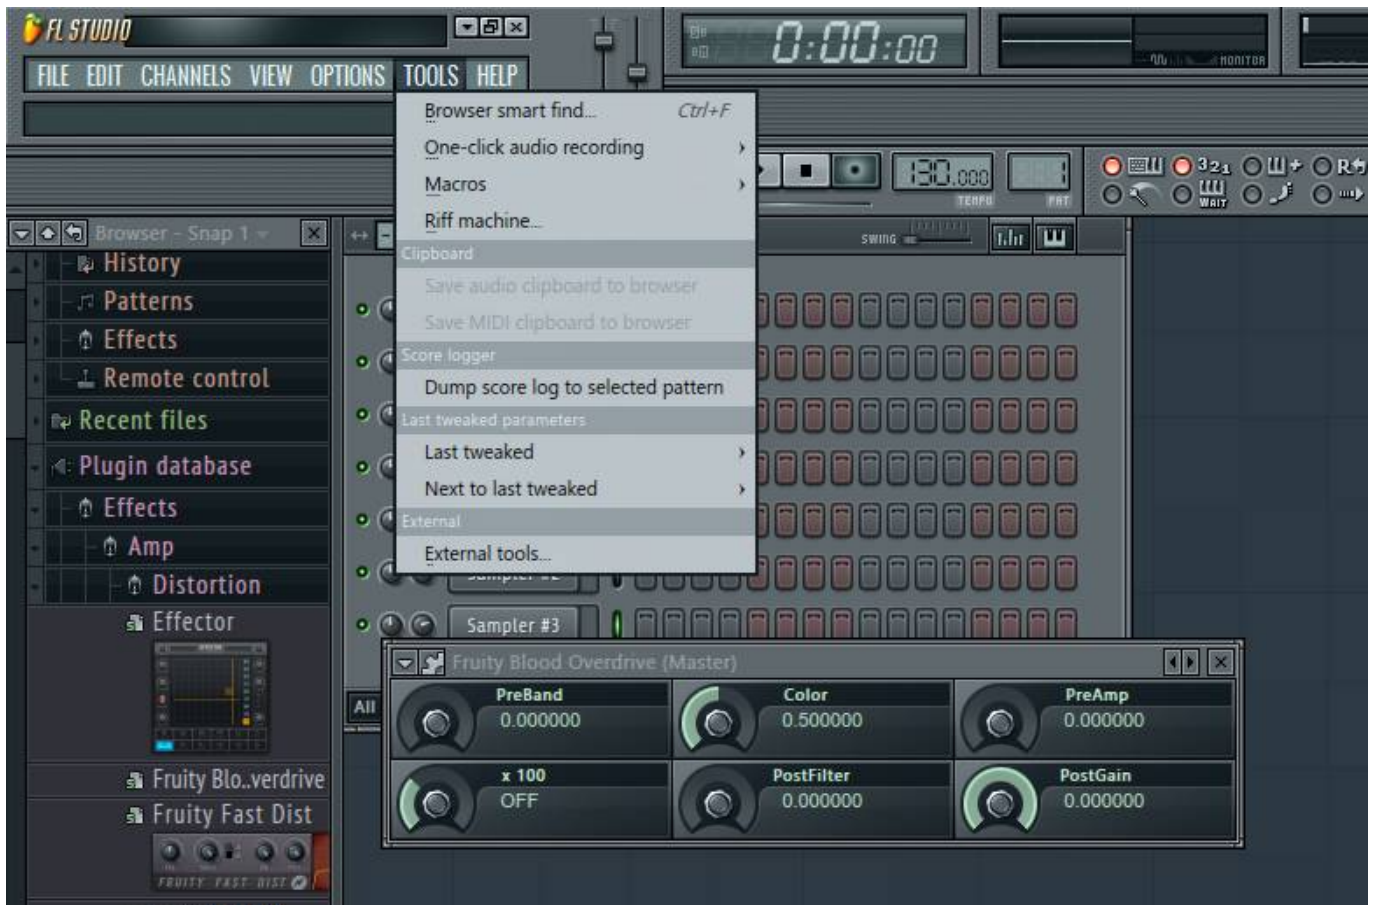 FL STUDIO
FILE EDIT CHANNELS VIEW OPTIONS TOOLS HELP
0:00:00
MONITOR
Browser smart find... Ctrl+F
One-click audio recording
Macros
Riff machine...
Clipboard
Save audio clipboard to browser
Save MIDI clipboard to browser
Score logger
Dump score log to selected pattern
Last tweaked parameters
Last tweaked
Next to last tweaked
External
External tools...
130.000
TEMPO
1
PAT
321
WAIT
SWING
Browser - Snap 1
History
Patterns
Effects
Remote control
Recent files
Plugin database
Effects
Amp
Distortion
Effector
Fruity Blo..verdrive
Fruity Fast Dist
FRUITY FAST DIST
Sampler #2
Sampler #3
All
Fruity Blood Overdrive (Master)
PreBand
0.000000
Color
0.500000
PreAmp
0.000000
x 100
OFF
PostFilter
0.000000
PostGain
0.000000